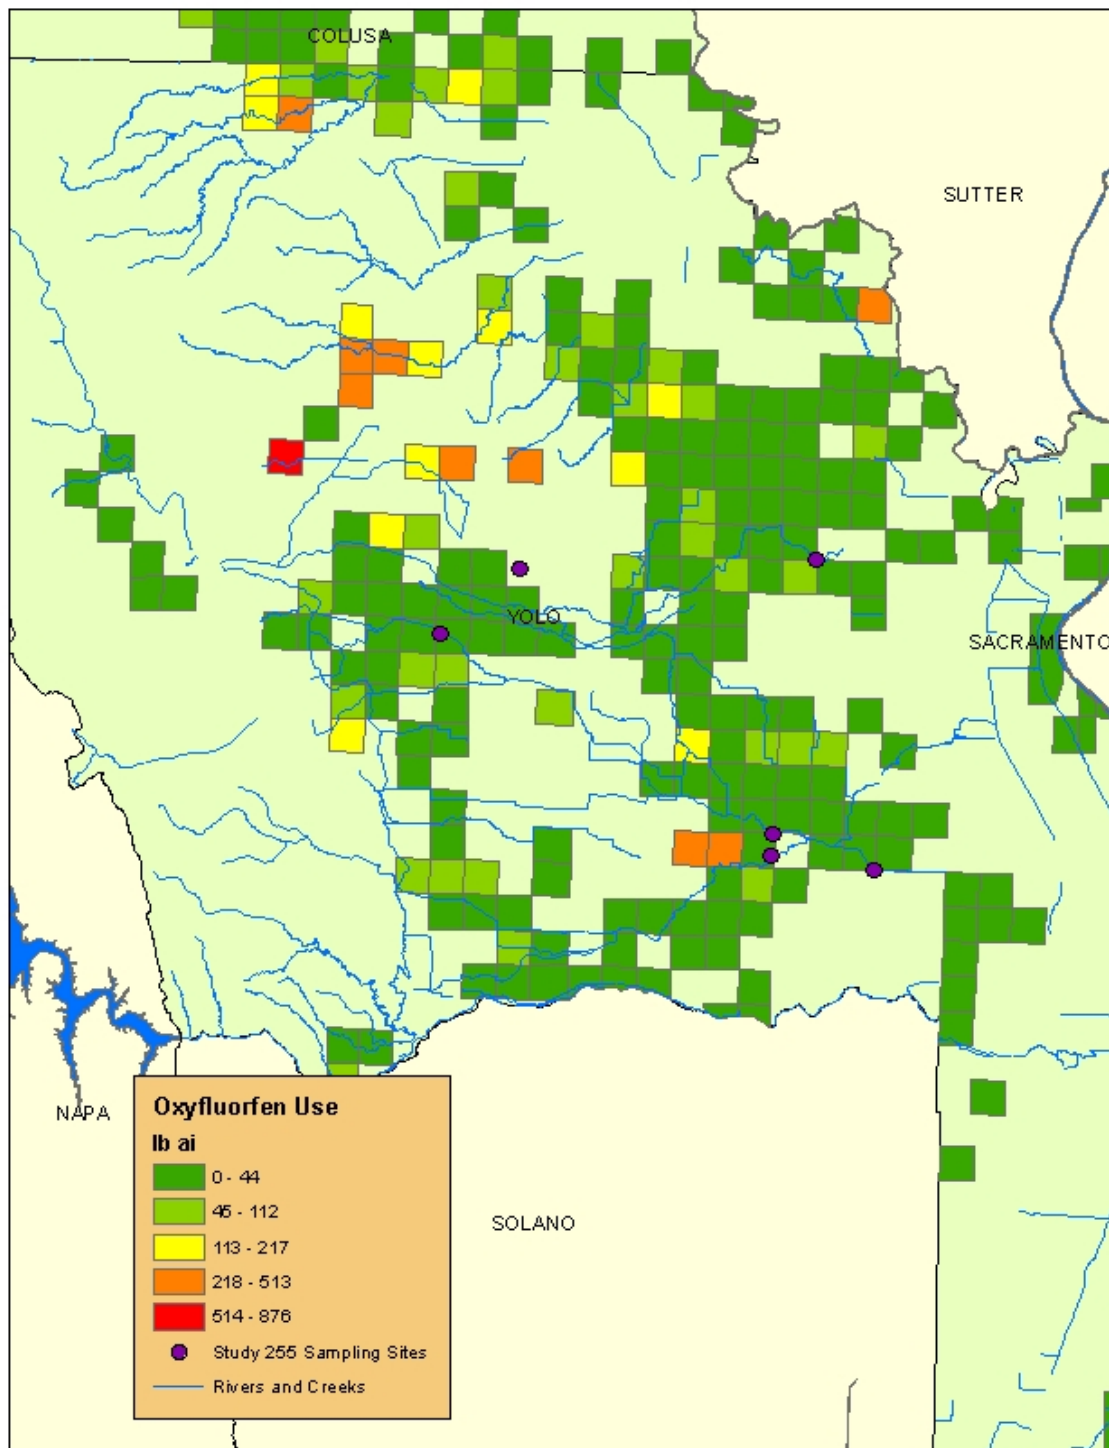 COLUSA
SUTTER
YOLO
SACRAMENTO
NAPA
Oxyfluorfen Use
lb ai
0 - 44
45 - 112
113 - 217
218 - 513
514 - 876
Study 255 Sampling Sites
Rivers and Creeks
SOLANO